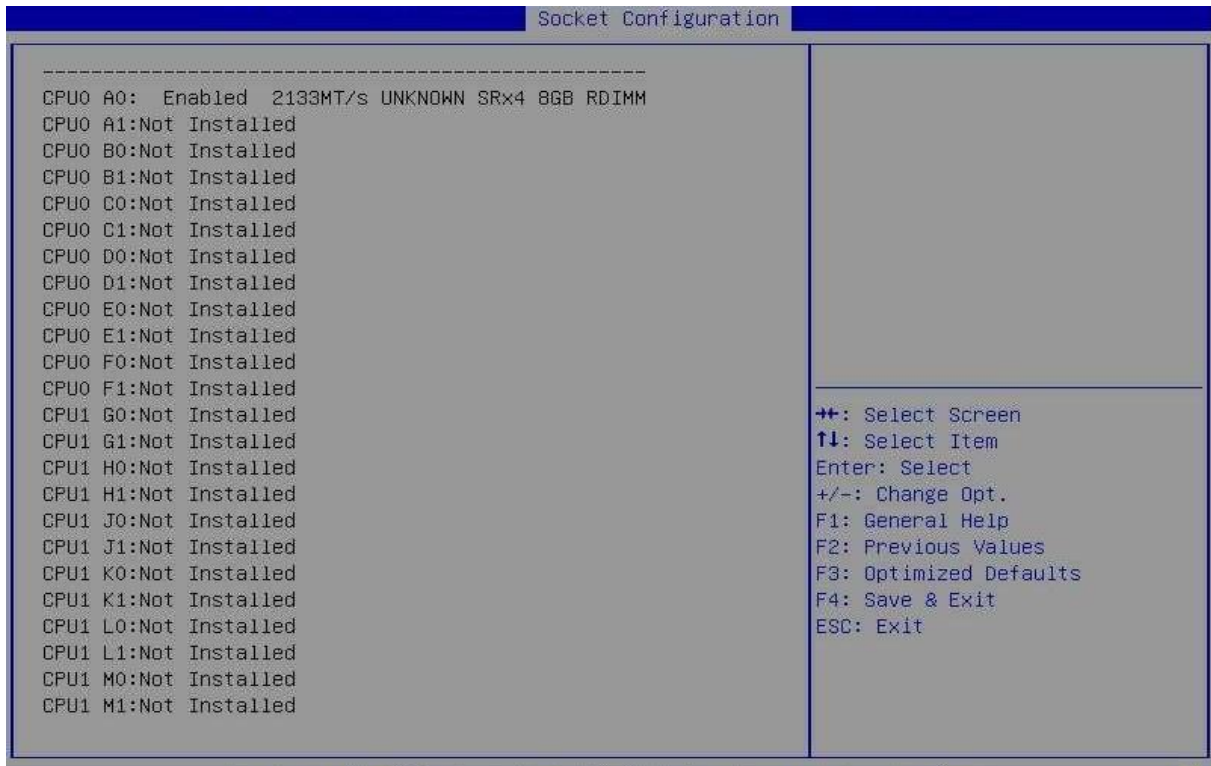 Socket Configuration
--------------------------------------------------
CPU0 A0:  Enabled  2133MT/s UNKNOWN SRx4 8GB RDIMM
CPU0 A1:Not Installed
CPU0 B0:Not Installed
CPU0 B1:Not Installed
CPU0 C0:Not Installed
CPU0 C1:Not Installed
CPU0 D0:Not Installed
CPU0 D1:Not Installed
CPU0 E0:Not Installed
CPU0 E1:Not Installed
CPU0 F0:Not Installed
CPU0 F1:Not Installed
CPU1 G0:Not Installed
CPU1 G1:Not Installed
CPU1 H0:Not Installed
CPU1 H1:Not Installed
CPU1 J0:Not Installed
CPU1 J1:Not Installed
CPU1 K0:Not Installed
CPU1 K1:Not Installed
CPU1 L0:Not Installed
CPU1 L1:Not Installed
CPU1 M0:Not Installed
CPU1 M1:Not Installed
→←: Select Screen
↑↓: Select Item
Enter: Select
+/-: Change Opt.
F1: General Help
F2: Previous Values
F3: Optimized Defaults
F4: Save & Exit
ESC: Exit